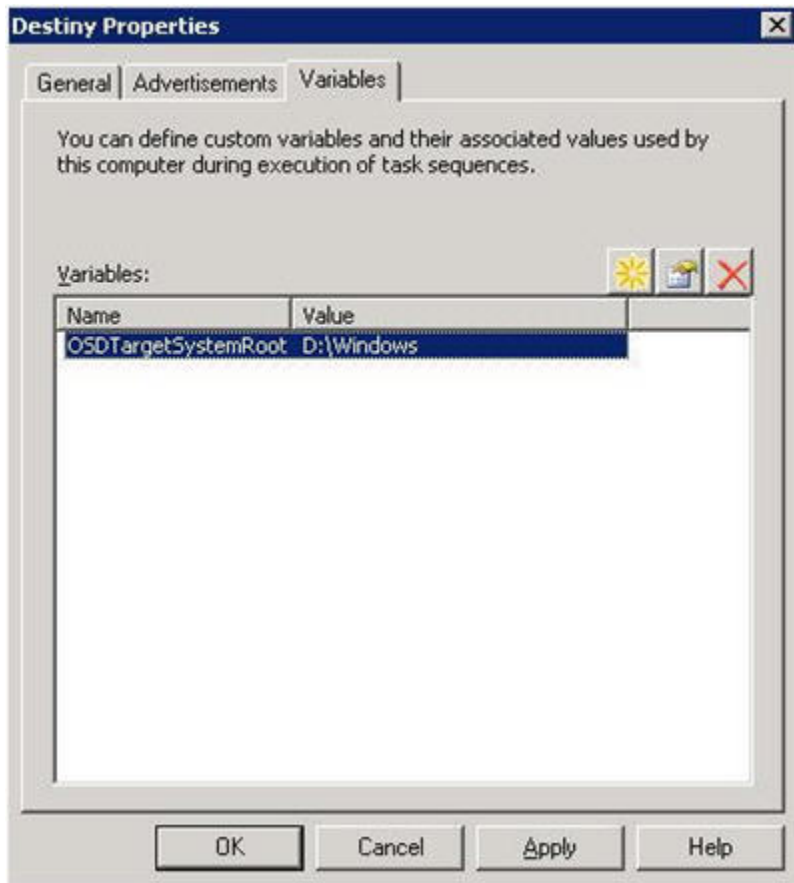 Destiny Properties
General Advertisements Variables
You can define custom variables and their associated values used by
this computer during execution of task sequences.
Variables:
Name Value
OSDTargetSystemRoot D:\Windows
OK Cancel Apply Help